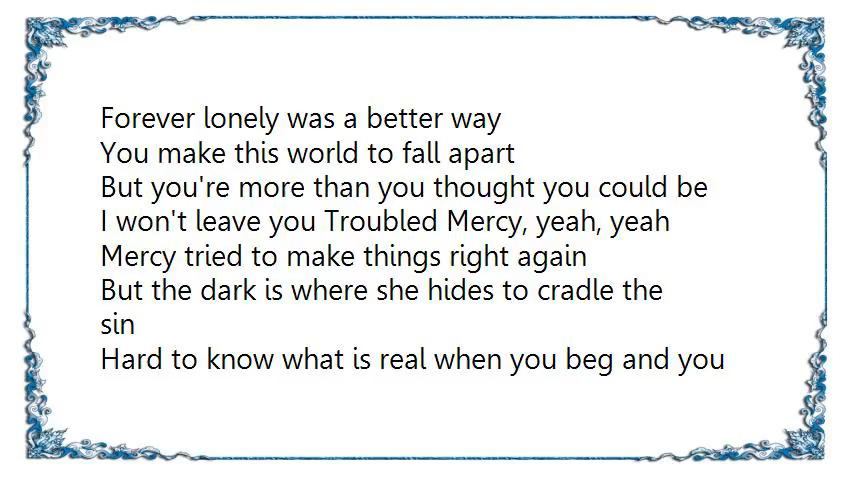 Forever lonely was a better way
You make this world to fall apart
But you're more than you thought you could be
I won't leave you Troubled Mercy, yeah, yeah
Mercy tried to make things right again
But the dark is where she hides to cradle the
sin
Hard to know what is real when you beg and you